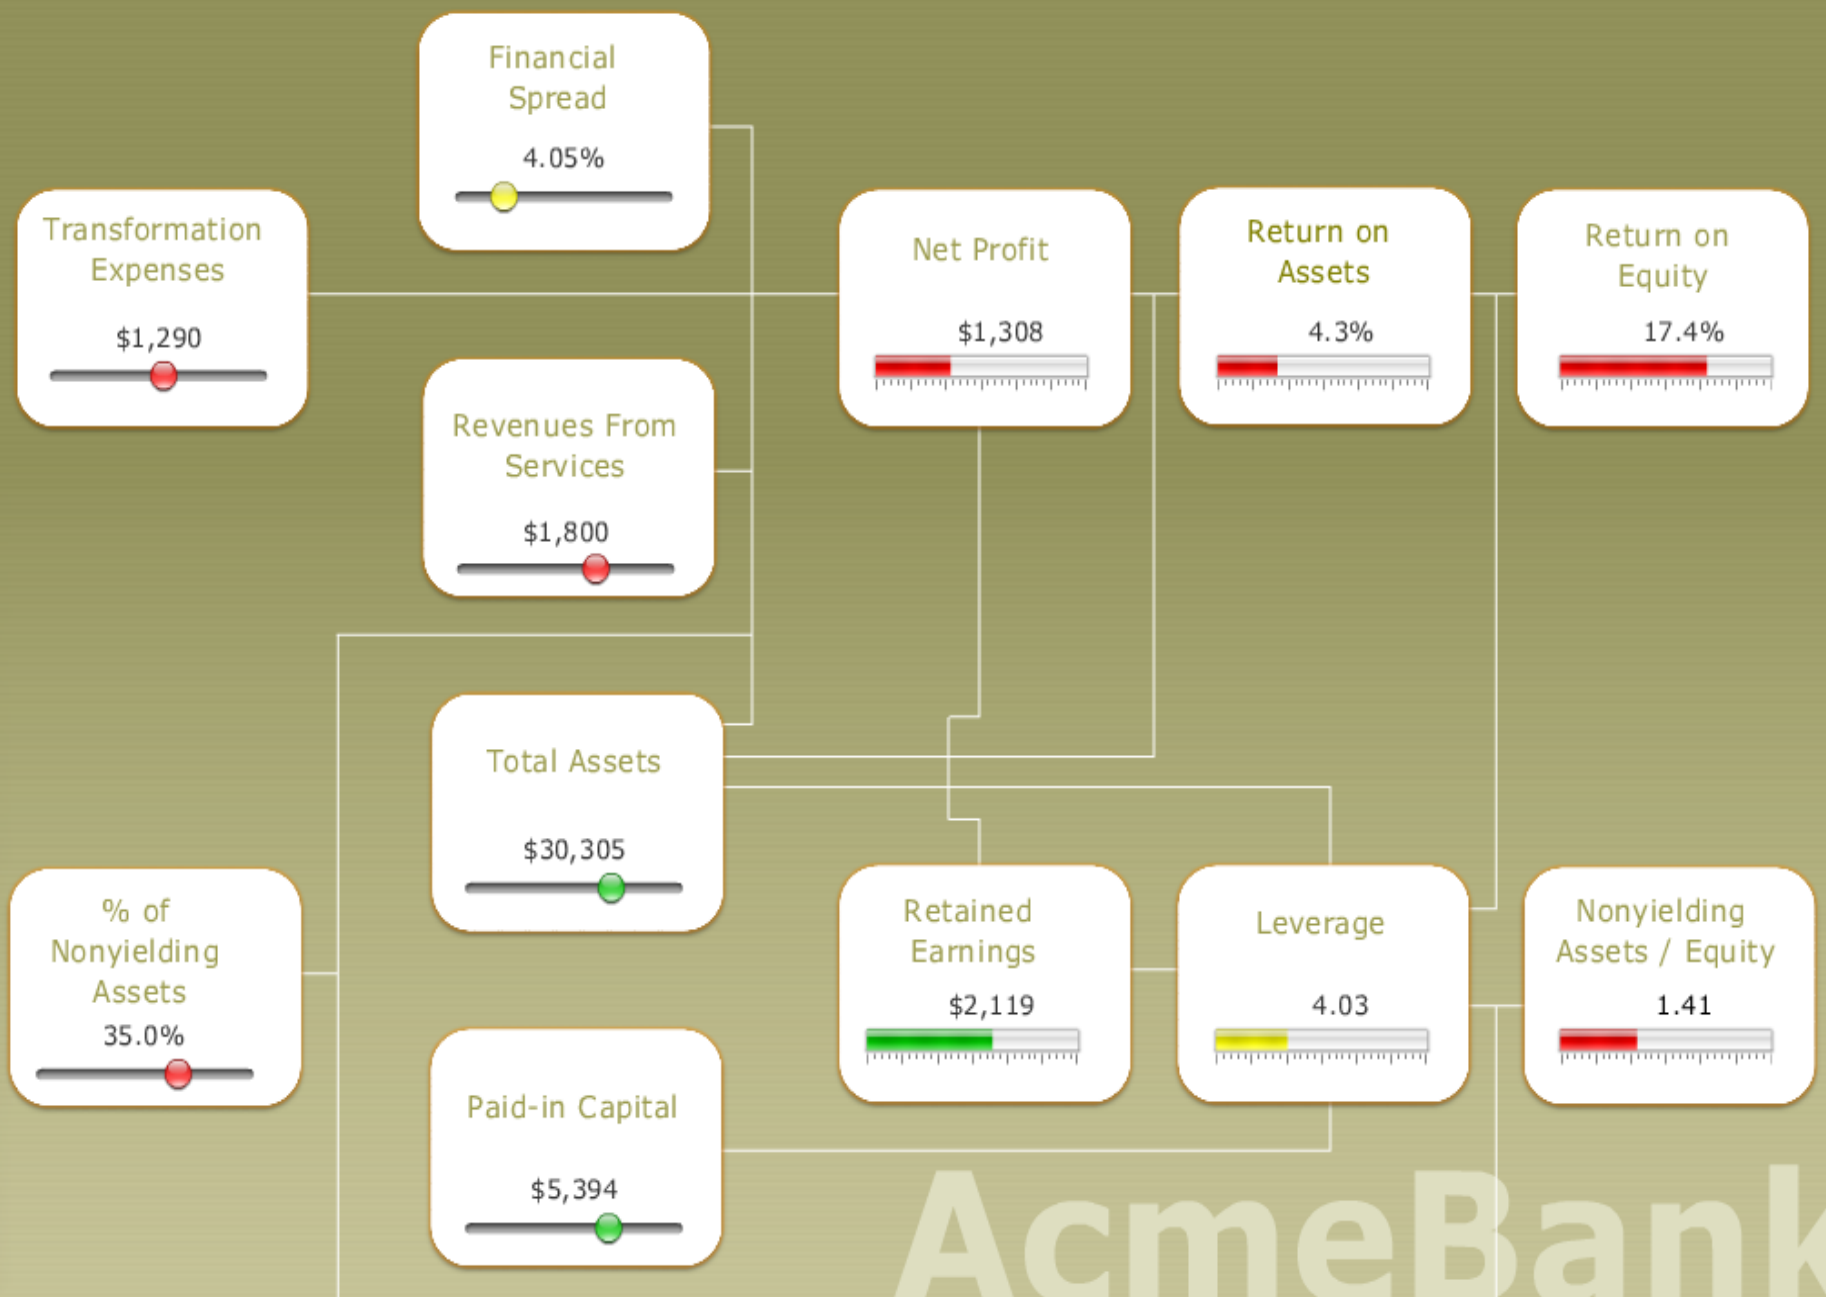 Financial
Spread
4.05%
Transformation
Expenses
$1,290
Net Profit
$1,308
Return on
Assets
4.3%
Return on
Equity
17.4%
Revenues From
Services
$1,800
Total Assets
$30,305
% of
Nonyielding
Assets
35.0%
Retained
Earnings
$2,119
Leverage
4.03
Nonyielding
Assets / Equity
1.41
Paid-in Capital
$5,394
AcmeBank